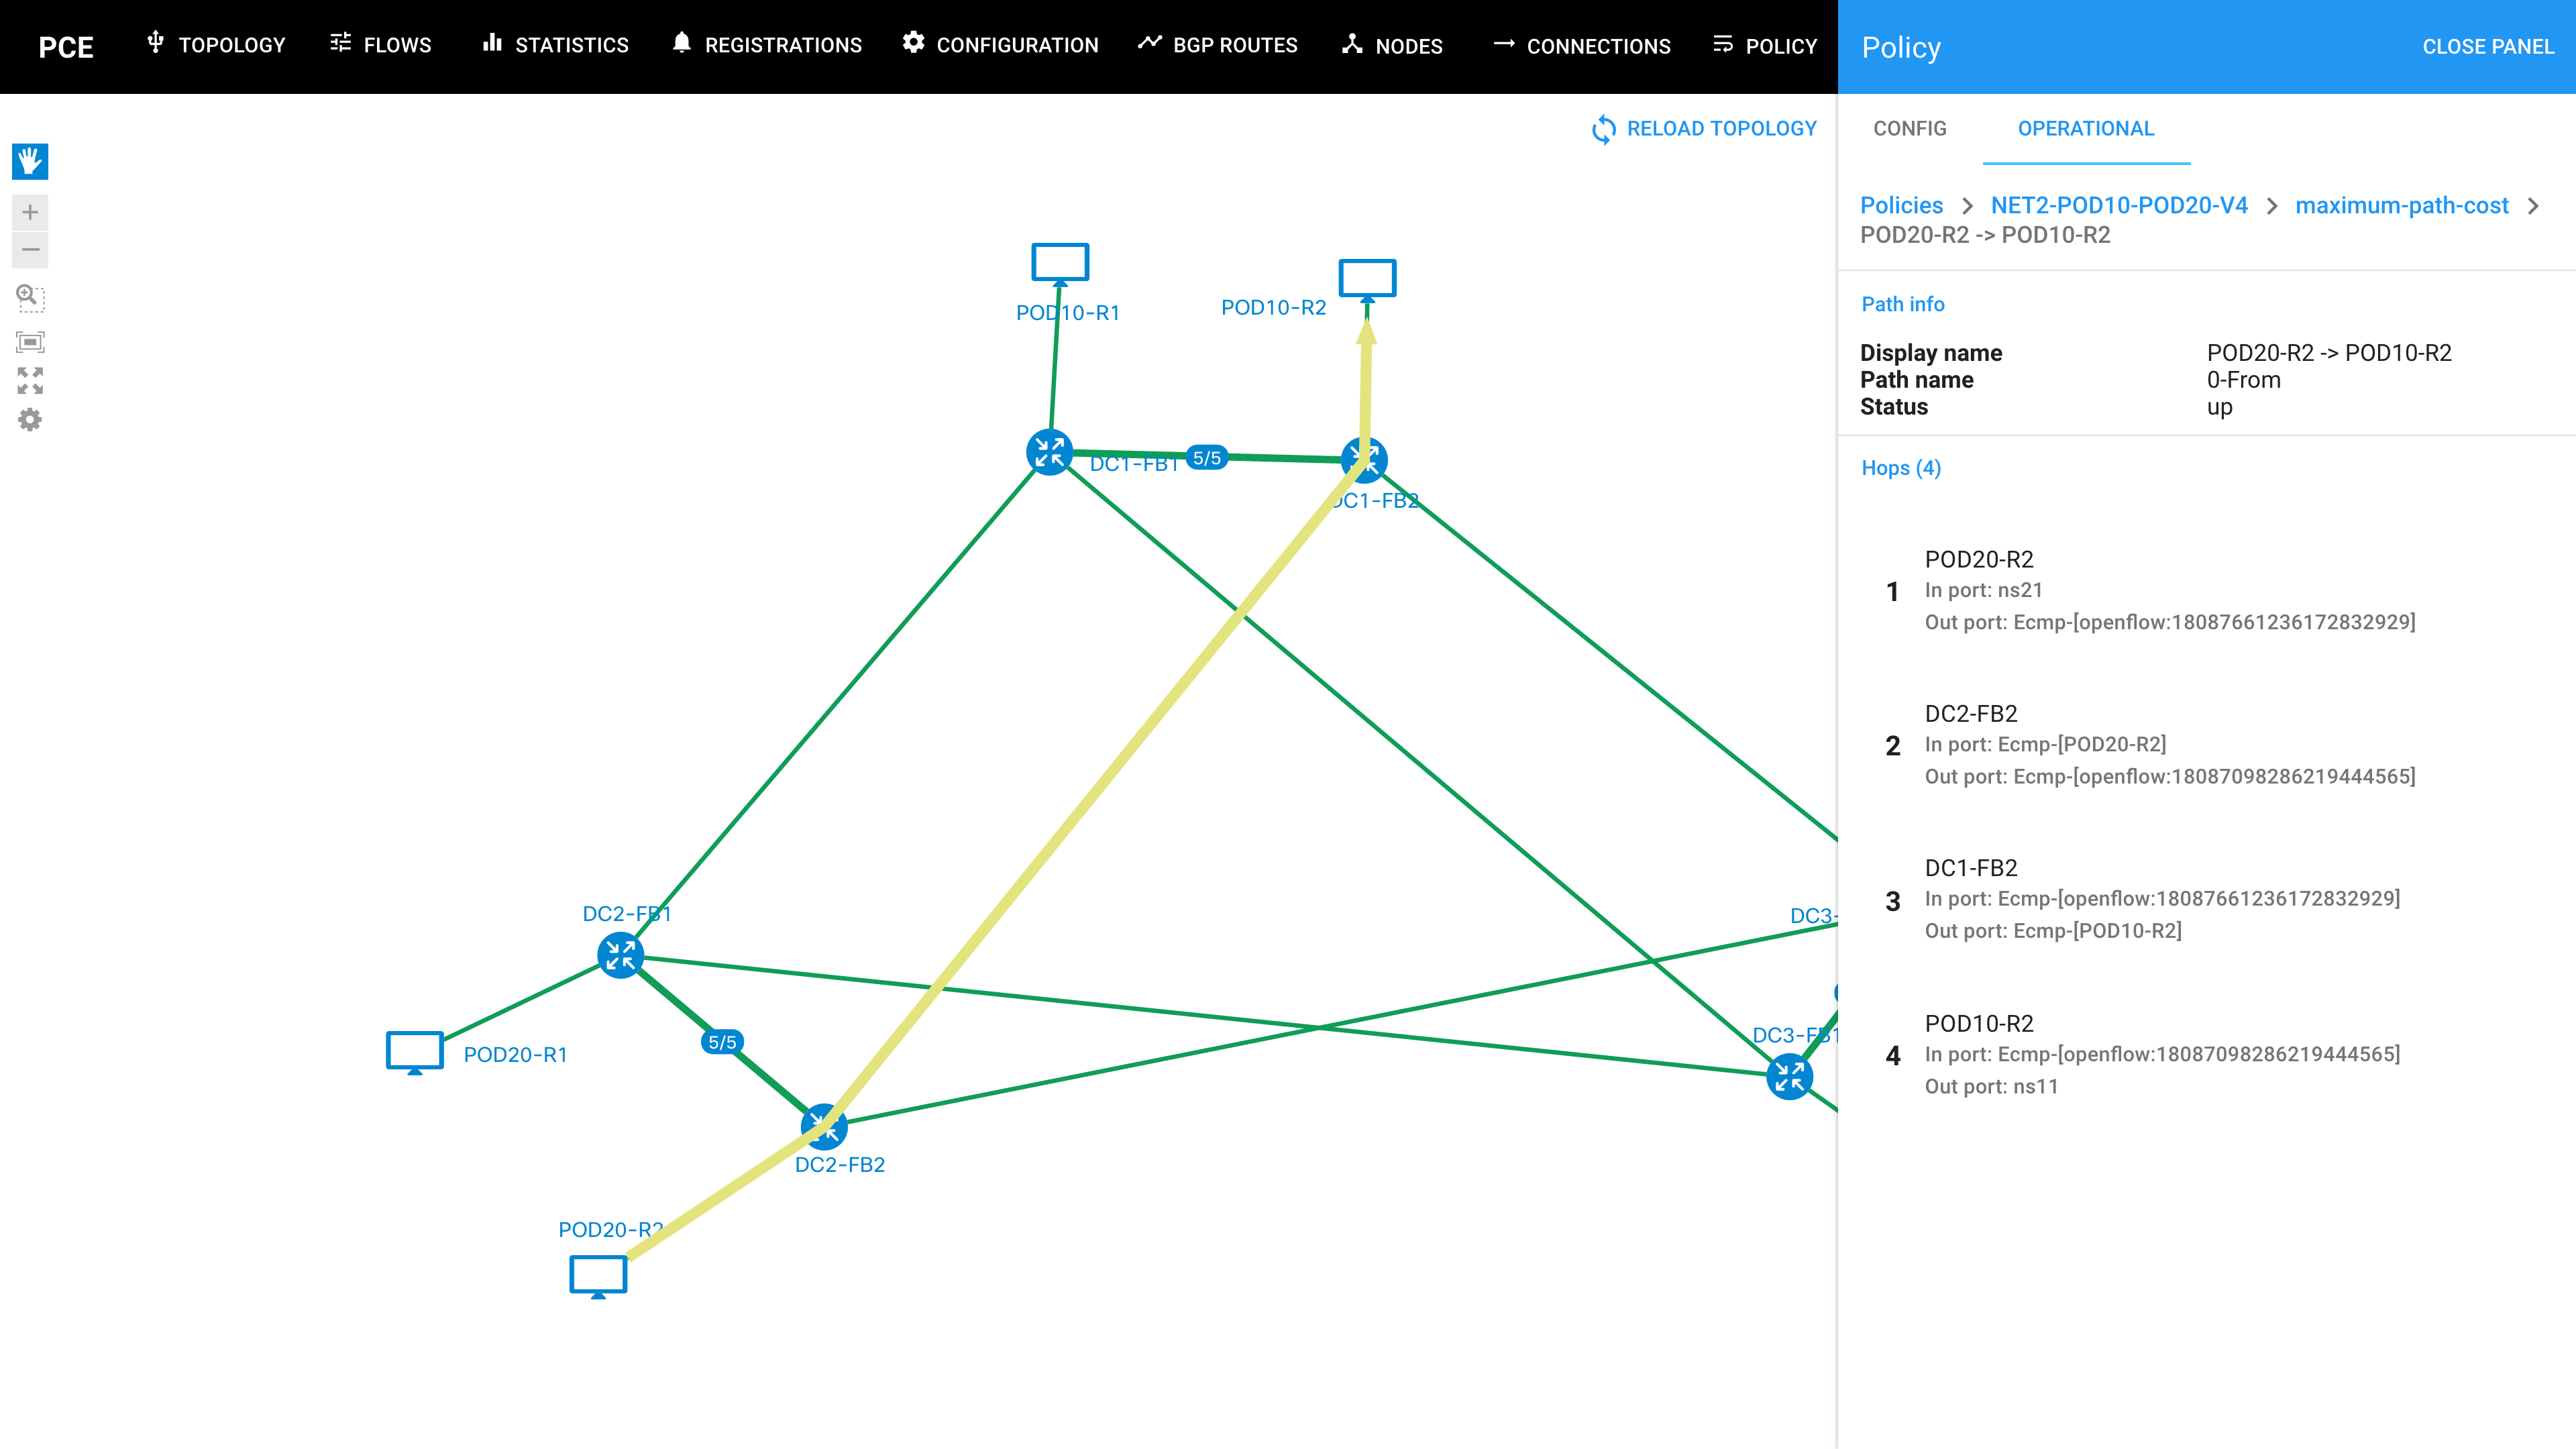 PCE
TOPOLOGY
FLOWS
STATISTICS
REGISTRATIONS
CONFIGURATION
BGP ROUTES
NODES
CONNECTIONS
POLICY
Policy
CLOSE PANEL
RELOAD TOPOLOGY
CONFIG
OPERATIONAL
Policies > NET2-POD10-POD20-V4 > maximum-path-cost >
POD20-R2 -> POD10-R2
Path info
Display name POD20-R2 -> POD10-R2
Path name 0-From
Status up
Hops (4)
1
POD20-R2
In port: ns21
Out port: Ecmp-[openflow:18087661236172832929]
2
DC2-FB2
In port: Ecmp-[POD20-R2]
Out port: Ecmp-[openflow:18087098286219444565]
3
DC1-FB2
In port: Ecmp-[openflow:18087661236172832929]
Out port: Ecmp-[POD10-R2]
4
POD10-R2
In port: Ecmp-[openflow:18087098286219444565]
Out port: ns11
POD10-R1
POD10-R2
DC1-FB1
5/5
DC1-FB2
DC2-FB1
DC3-
DC3-FB1
5/5
POD20-R1
DC2-FB2
POD20-R2